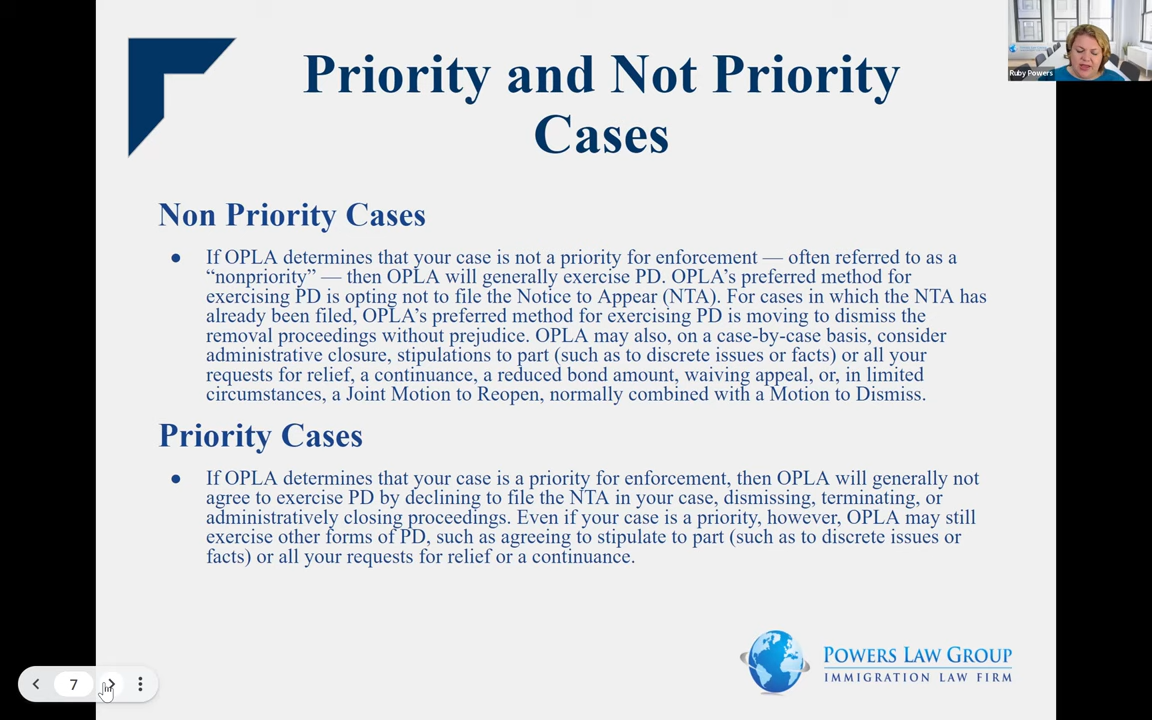 Priority and Not Priority
Cases
Ruby Powers
Non Priority Cases
● If OPLA determines that your case is not a priority for enforcement — often referred to as a
“nonpriority” — then OPLA will generally exercise PD. OPLA’s preferred method for
exercising PD is opting not to file the Notice to Appear (NTA). For cases in which the NTA has
already been filed, OPLA’s preferred method for exercising PD is moving to dismiss the
removal proceedings without prejudice. OPLA may also, on a case-by-case basis, consider
administrative closure, stipulations to part (such as to discrete issues or facts) or all your
requests for relief, a continuance, a reduced bond amount, waiving appeal, or, in limited
circumstances, a Joint Motion to Reopen, normally combined with a Motion to Dismiss.
Priority Cases
● If OPLA determines that your case is a priority for enforcement, then OPLA will generally not
agree to exercise PD by declining to file the NTA in your case, dismissing, terminating, or
administratively closing proceedings. Even if your case is a priority, however, OPLA may still
exercise other forms of PD, such as agreeing to stipulate to part (such as to discrete issues or
facts) or all your requests for relief or a continuance.
POWERS LAW GROUP
IMMIGRATION LAW FIRM
7